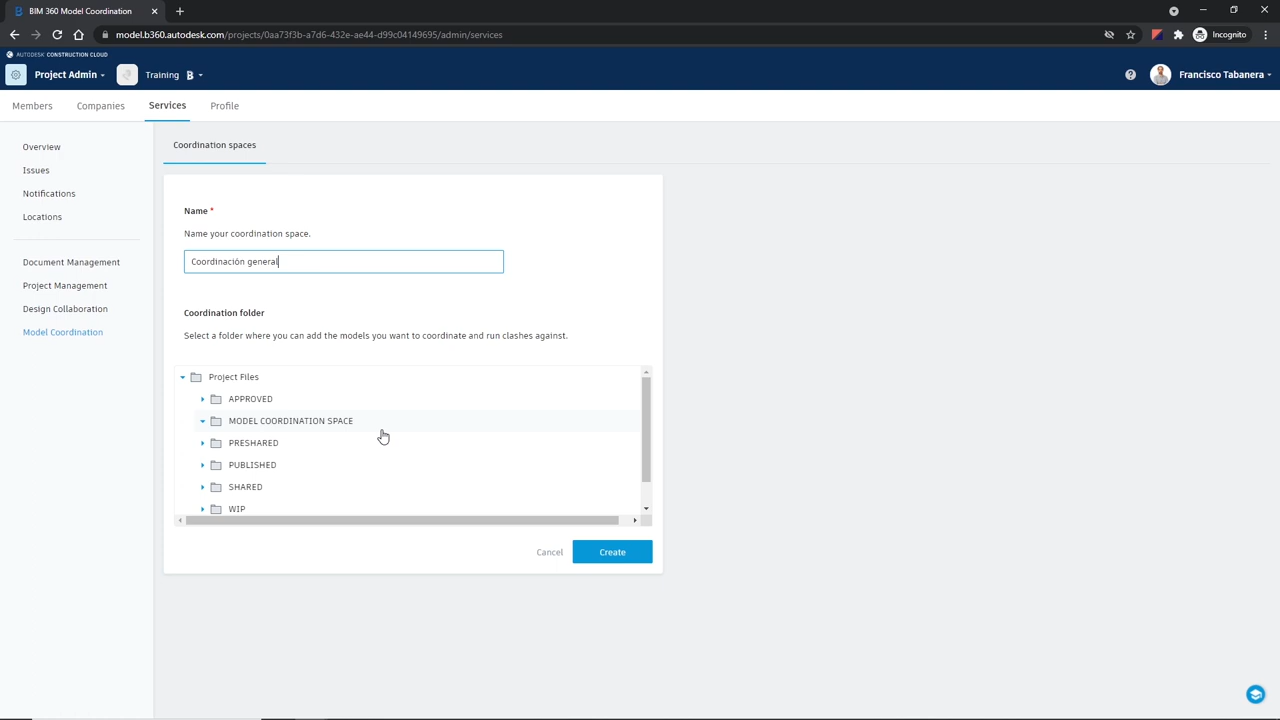 BIM 360 Model Coordination
model.b360.autodesk.com/projects/0aa73f3b-a7d6-432e-ae44-d99c04149695/admin/services
Incognito
AUTODESK CONSTRUCTION CLOUD
Project Admin
Training
Francisco Tabanera
Members
Companies
Services
Profile
Overview
Issues
Notifications
Locations
Document Management
Project Management
Design Collaboration
Model Coordination
Coordination spaces
Name *
Name your coordination space.
Coordinación general
Coordination folder
Select a folder where you can add the models you want to coordinate and run clashes against.
Project Files
APPROVED
MODEL COORDINATION SPACE
PRESHARED
PUBLISHED
SHARED
WIP
Cancel
Create